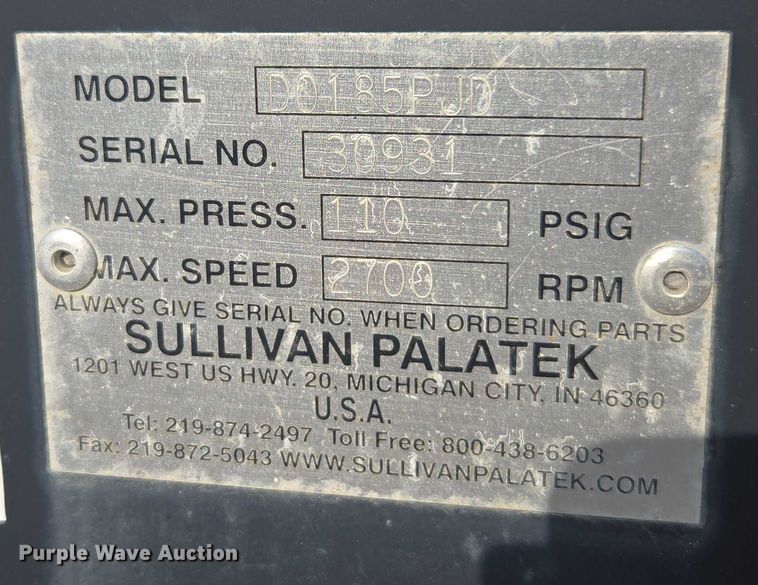 MODEL D0185PJD
SERIAL NO. 30931
MAX. PRESS. 110 PSIG
MAX. SPEED 2700 RPM
ALWAYS GIVE SERIAL NO. WHEN ORDERING PARTS
SULLIVAN PALATEK
1201 WEST US HWY. 20, MICHIGAN CITY, IN 46360
U.S.A.
Tel: 219-874-2497 Toll Free: 800-438-6203
Fax: 219-872-5043 WWW.SULLIVANPALATEK.COM
Purple Wave Auction